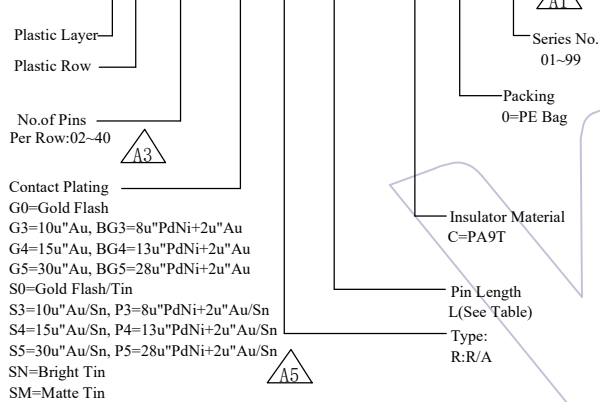 A1
Plastic Layer
Plastic Row
No.of Pins
Per Row:02~40
A3
Contact Plating
G0=Gold Flash
G3=10u"Au, BG3=8u"PdNi+2u"Au
G4=15u"Au, BG4=13u"PdNi+2u"Au
G5=30u"Au, BG5=28u"PdNi+2u"Au
S0=Gold Flash/Tin
S3=10u"Au/Sn, P3=8u"PdNi+2u"Au/Sn
S4=15u"Au/Sn, P4=13u"PdNi+2u"Au/Sn
S5=30u"Au/Sn, P5=28u"PdNi+2u"Au/Sn
SN=Bright Tin
SM=Matte Tin
A5
Series No.
01~99
Packing
0=PE Bag
Insulator Material
C=PA9T
Pin Length
L(See Table)
Type:
R:R/A